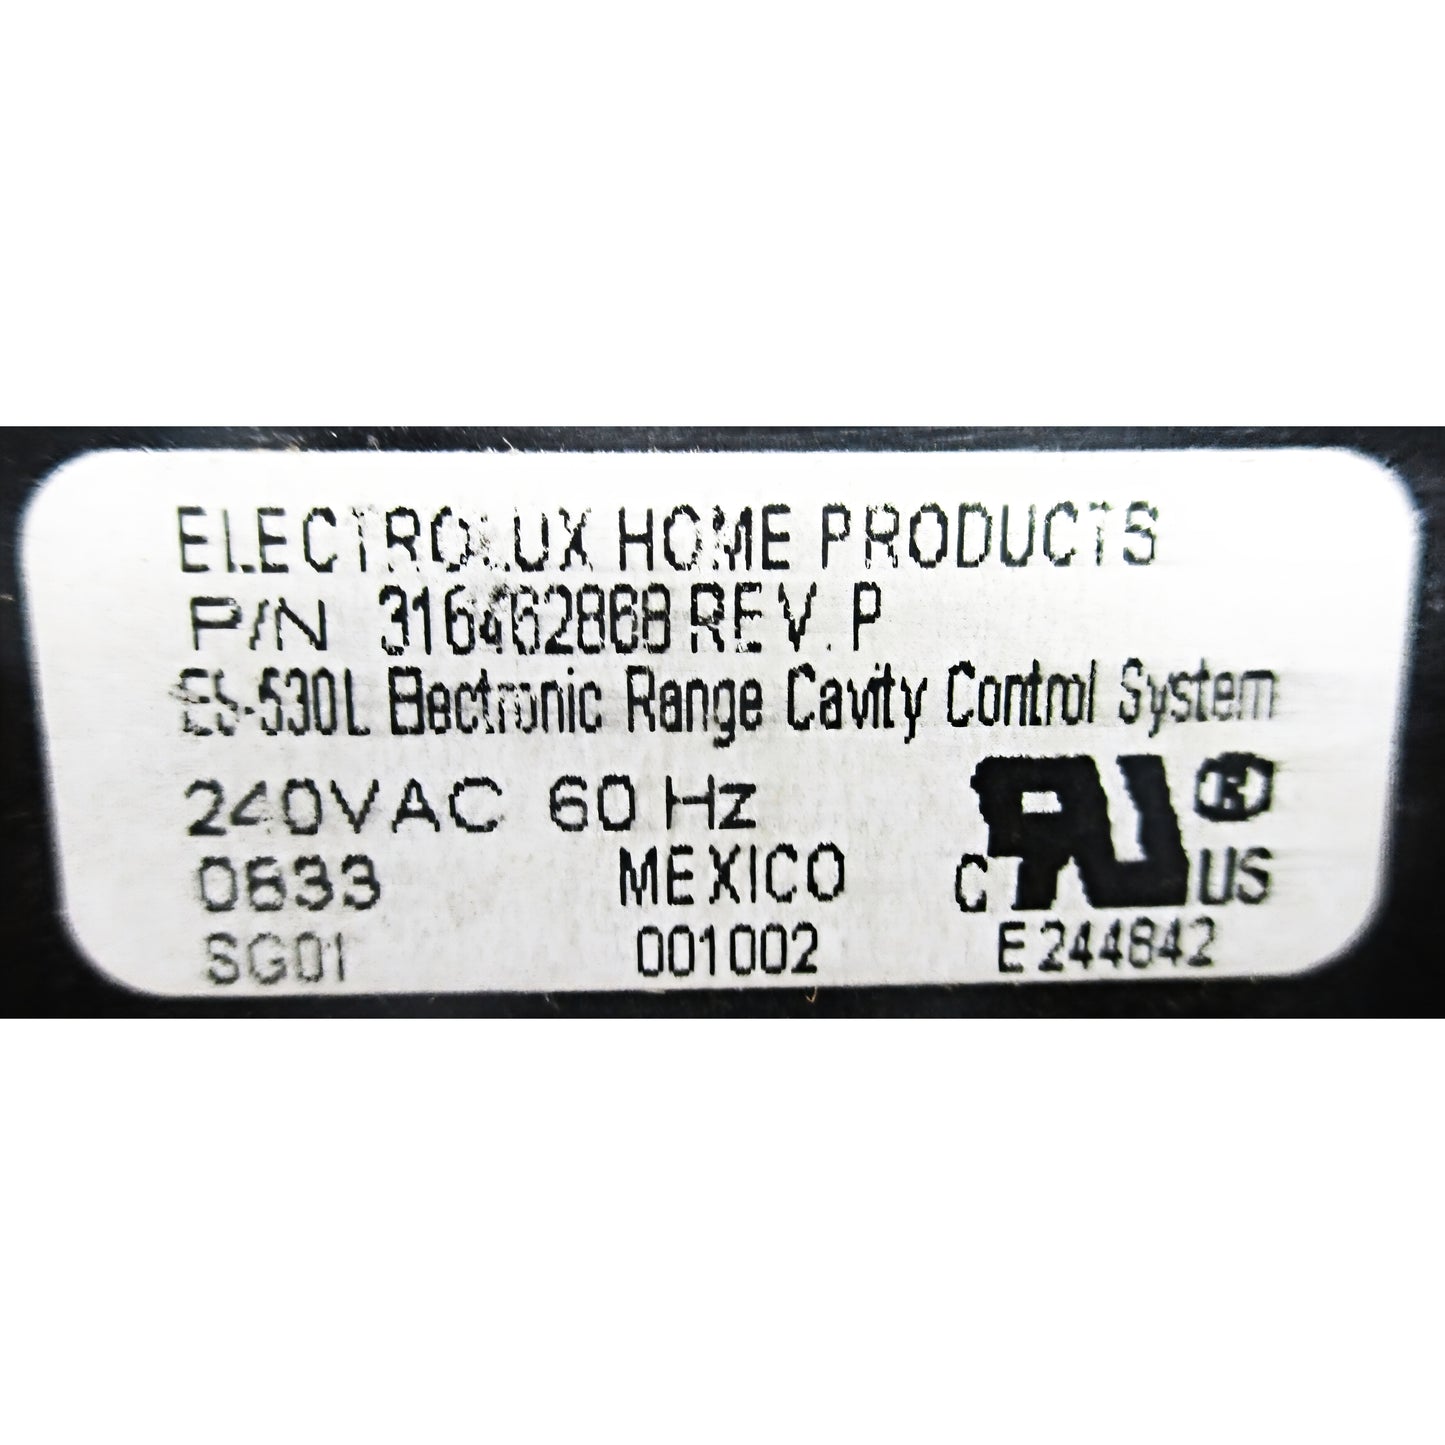 ELECTROLUX HOME PRODUCTS
P/N 316462868 REV. P
ES-530L Electronic Range Cavity Control System
240VAC 60 Hz
0633 MEXICO C RU US
SG01 001002 E244842